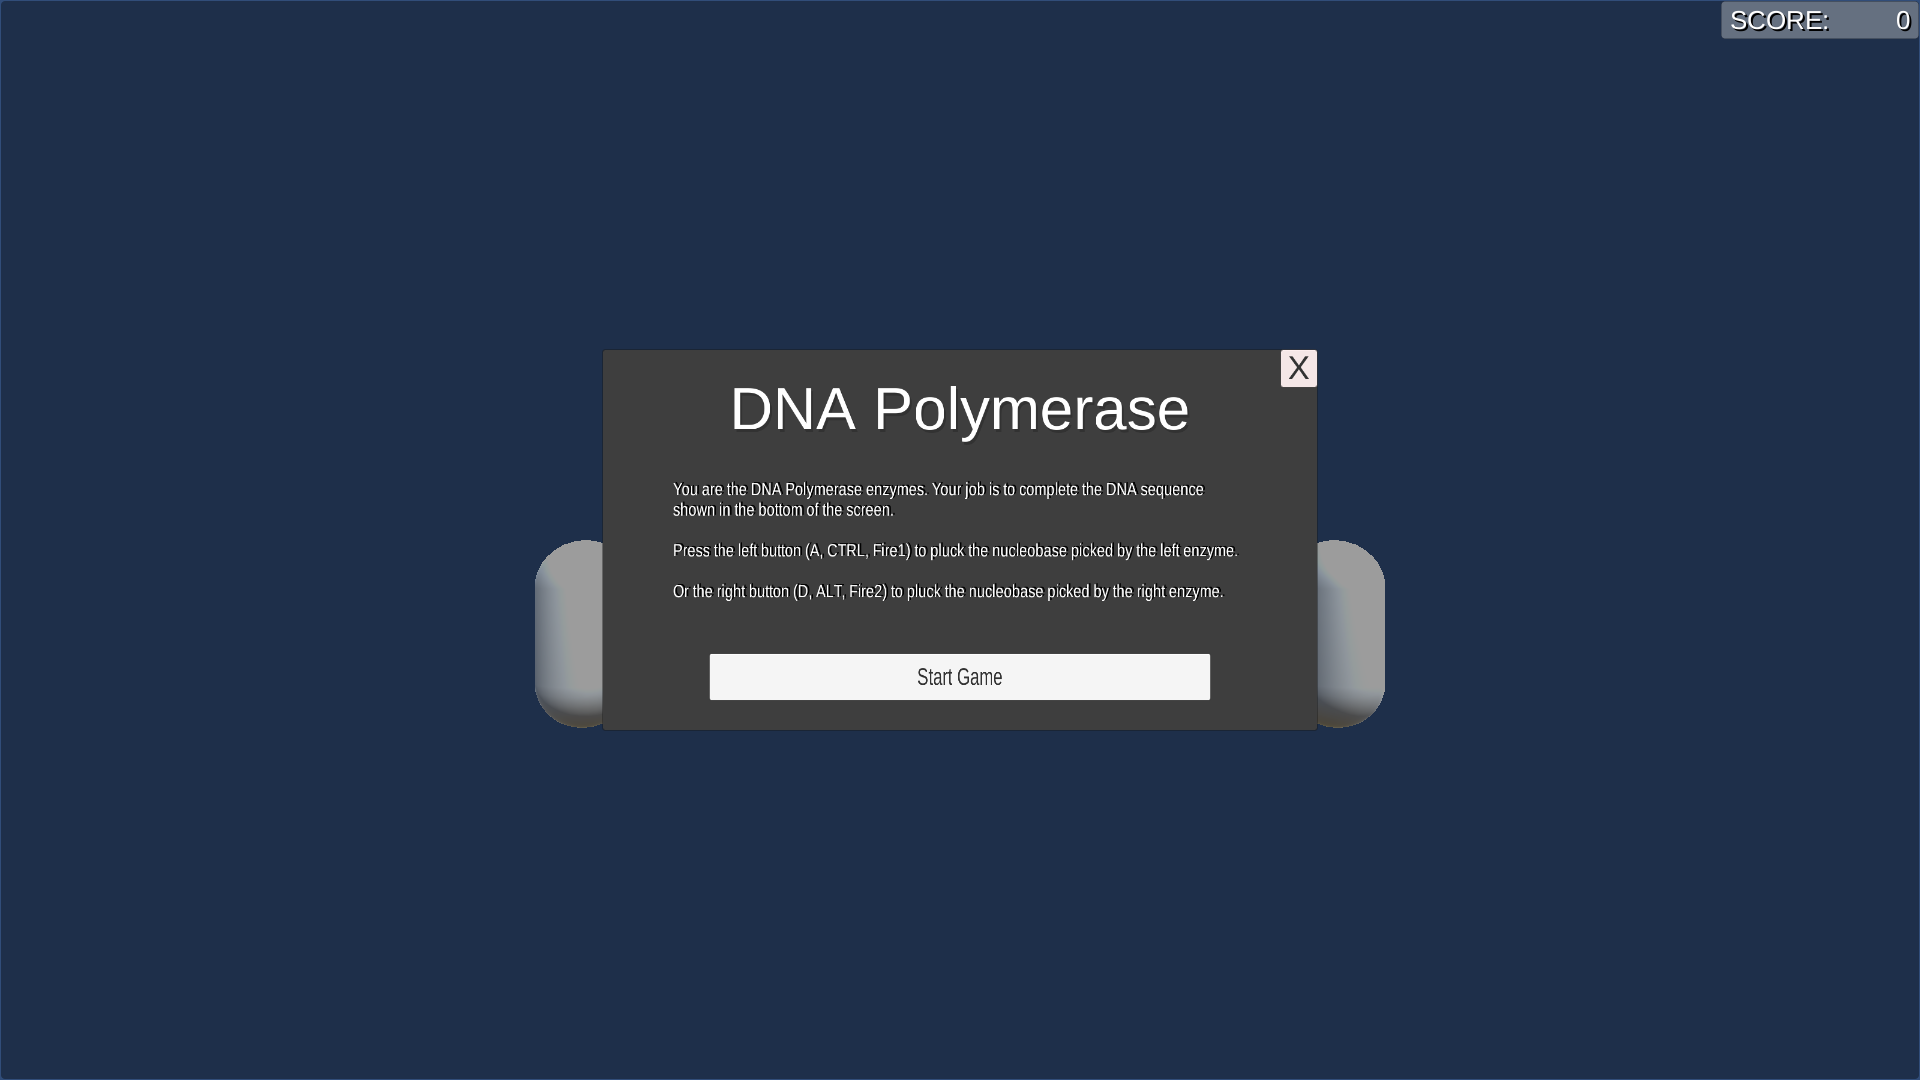 SCORE: 0
X
DNA Polymerase
You are the DNA Polymerase enzymes. Your job is to complete the DNA sequence
shown in the bottom of the screen.
Press the left button (A, CTRL, Fire1) to pluck the nucleobase picked by the left enzyme.
Or the right button (D, ALT, Fire2) to pluck the nucleobase picked by the right enzyme.
Start Game